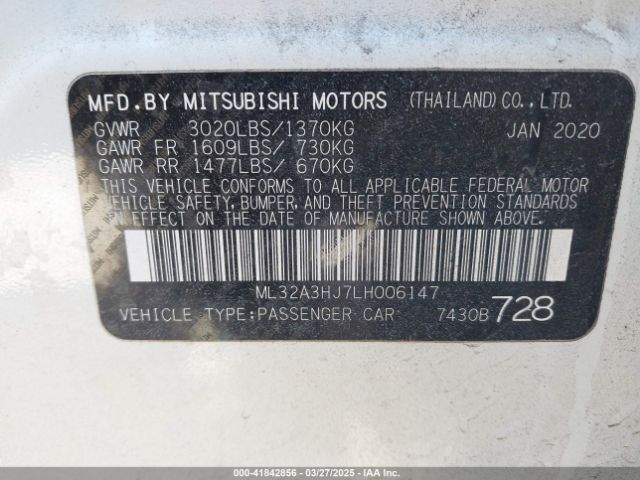 MFD.BY MITSUBISHI MOTORS (THAILAND)CO.,LTD.
GVWR 3020LBS/1370KG JAN 2020
GAWR FR 1609LBS/ 730KG
GAWR RR 1477LBS/ 670KG
THIS VEHICLE CONFORMS TO ALL APPLICABLE FEDERAL MOTOR
VEHICLE SAFETY, BUMPER, AND THEFT PREVENTION STANDARDS
IN EFFECT ON THE DATE OF MANUFACTURE SHOWN ABOVE.
ML32A3HJ7LH006147
VEHICLE TYPE:PASSENGER CAR 7430B 728
000-41842856 | 03/27/2025 | IAAI.COM